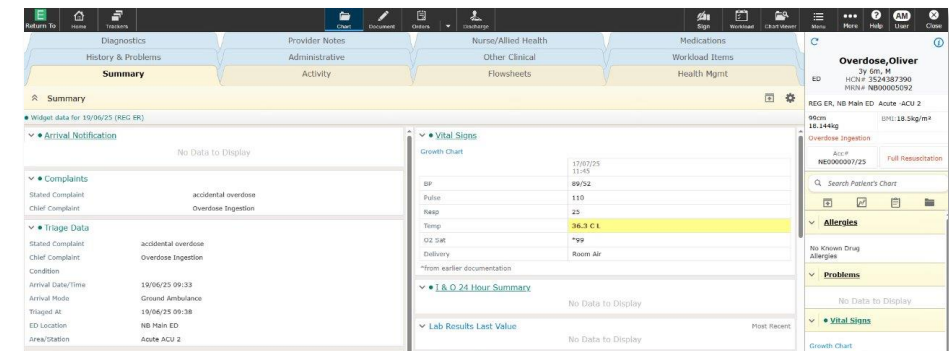 Return To Home Trackers Chart Document Orders Discharge Sign Workload Chart Viewer Menu More Help AM User Close
Diagnostics Provider Notes Nurse/Allied Health Medications
History & Problems Administrative Other Clinical Workload Items
Summary Activity Flowsheets Health Mgmt
Summary
Widget data for 19/06/25 (REG ER)
Arrival Notification
No Data to Display
Complaints
Stated Complaint accidental overdose
Chief Complaint Overdose Ingestion
Triage Data
Stated Complaint accidental overdose
Chief Complaint Overdose Ingestion
Condition
Arrival Date/Time 19/06/25 09:33
Arrival Mode Ground Ambulance
Triaged At 19/06/25 09:38
ED Location NB Main ED
Area/Station Acute ACU 2
Vital Signs
Growth Chart
17/07/25
11:45
BP 89/52
Pulse 110
Resp 25
Temp 36.3 C L
O2 Sat *99
Delivery Room Air
*from earlier documentation
I & O 24 Hour Summary
No Data to Display
Lab Results Last Value Most Recent
No Data to Display
Overdose,Oliver
3y 6m, M
ED HCN# 3524387390
MRN# NB00005092
REG ER, NB Main ED Acute -ACU 2
99cm BMI:18.5kg/m²
18.144kg
Overdose Ingestion
Acc#
NE0000007/25 Full Resuscitation
Search Patient's Chart
Allergies
No Known Drug
Allergies
Problems
No Data to Display
Vital Signs
Growth Chart